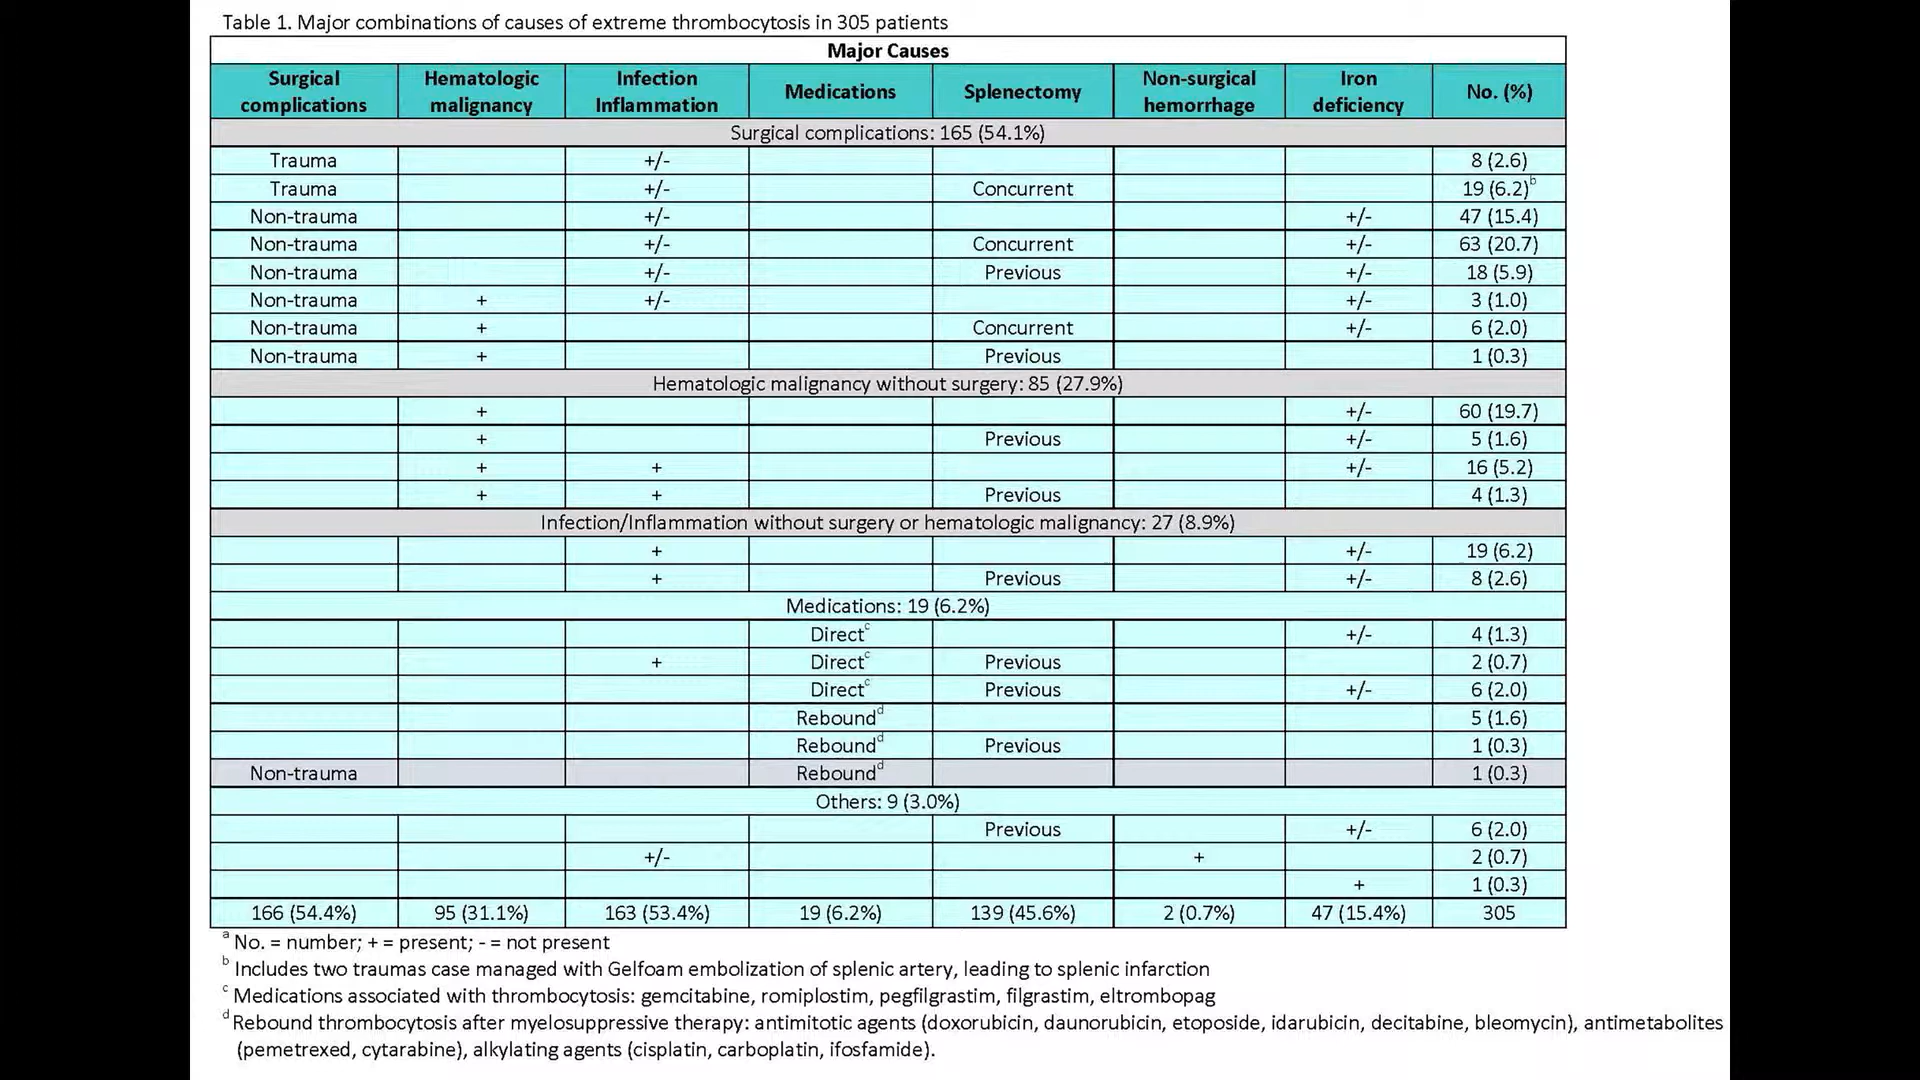 Table 1. Major combinations of causes of extreme thrombocytosis in 305 patients
Major Causes
Surgical complications Hematologic malignancy Infection Inflammation Medications Splenectomy Non-surgical hemorrhage Iron deficiency No. (%)
Surgical complications: 165 (54.1%)
Trauma +/- 8 (2.6)
Trauma +/- Concurrent 19 (6.2)b
Non-trauma +/- +/- 47 (15.4)
Non-trauma +/- Concurrent +/- 63 (20.7)
Non-trauma +/- Previous +/- 18 (5.9)
Non-trauma + +/- +/- 3 (1.0)
Non-trauma + Concurrent +/- 6 (2.0)
Non-trauma + Previous 1 (0.3)
Hematologic malignancy without surgery: 85 (27.9%)
+ +/- 60 (19.7)
+ Previous +/- 5 (1.6)
+ + +/- 16 (5.2)
+ + Previous 4 (1.3)
Infection/Inflammation without surgery or hematologic malignancy: 27 (8.9%)
+ +/- 19 (6.2)
+ Previous +/- 8 (2.6)
Medications: 19 (6.2%)
Directc +/- 4 (1.3)
+ Directc Previous 2 (0.7)
Directc Previous +/- 6 (2.0)
Reboundd 5 (1.6)
Reboundd Previous 1 (0.3)
Non-trauma Reboundd 1 (0.3)
Others: 9 (3.0%)
Previous +/- 6 (2.0)
+/- + 2 (0.7)
+ 1 (0.3)
166 (54.4%) 95 (31.1%) 163 (53.4%) 19 (6.2%) 139 (45.6%) 2 (0.7%) 47 (15.4%) 305
a No. = number; + = present; - = not present
b Includes two traumas case managed with Gelfoam embolization of splenic artery, leading to splenic infarction
c Medications associated with thrombocytosis: gemcitabine, romiplostim, pegfilgrastim, filgrastim, eltrombopag
d Rebound thrombocytosis after myelosuppressive therapy: antimitotic agents (doxorubicin, daunorubicin, etoposide, idarubicin, decitabine, bleomycin), antimetabolites
(pemetrexed, cytarabine), alkylating agents (cisplatin, carboplatin, ifosfamide).